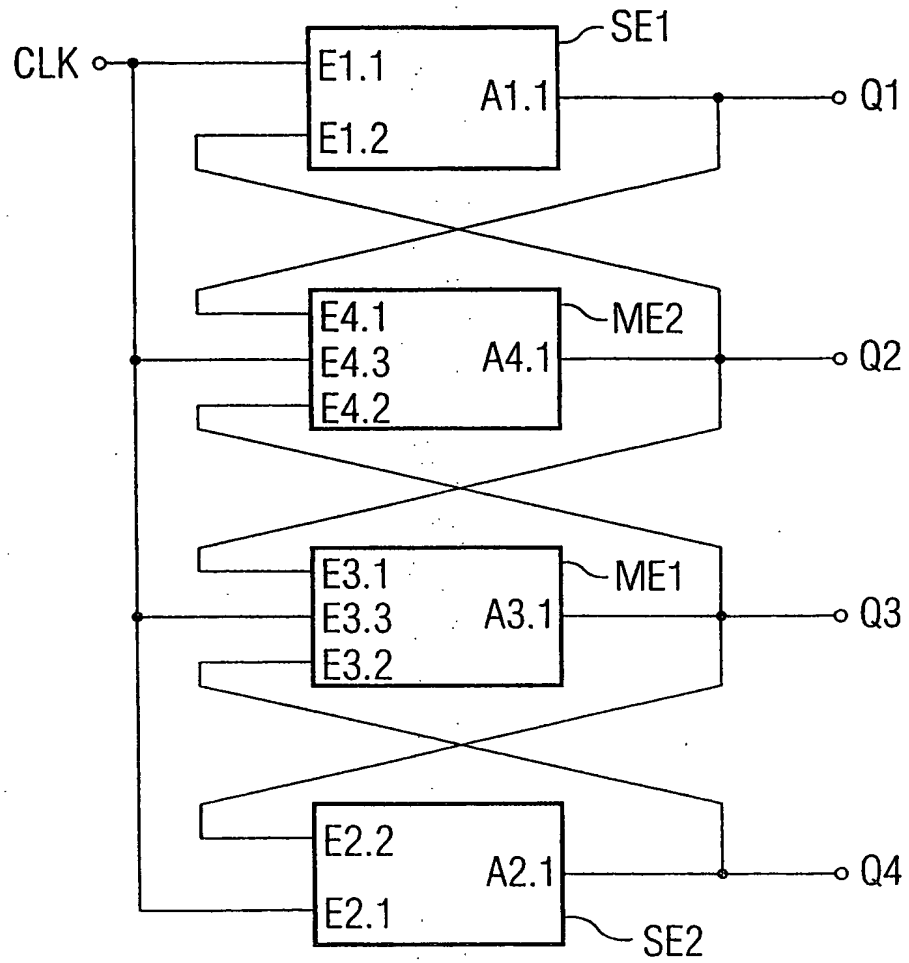 SE1
CLK
E1.1
A1.1
Q1
E1.2
E4.1
ME2
E4.3
A4.1
Q2
E4.2
E3.1
ME1
E3.3
A3.1
Q3
E3.2
E2.2
A2.1
Q4
E2.1
SE2